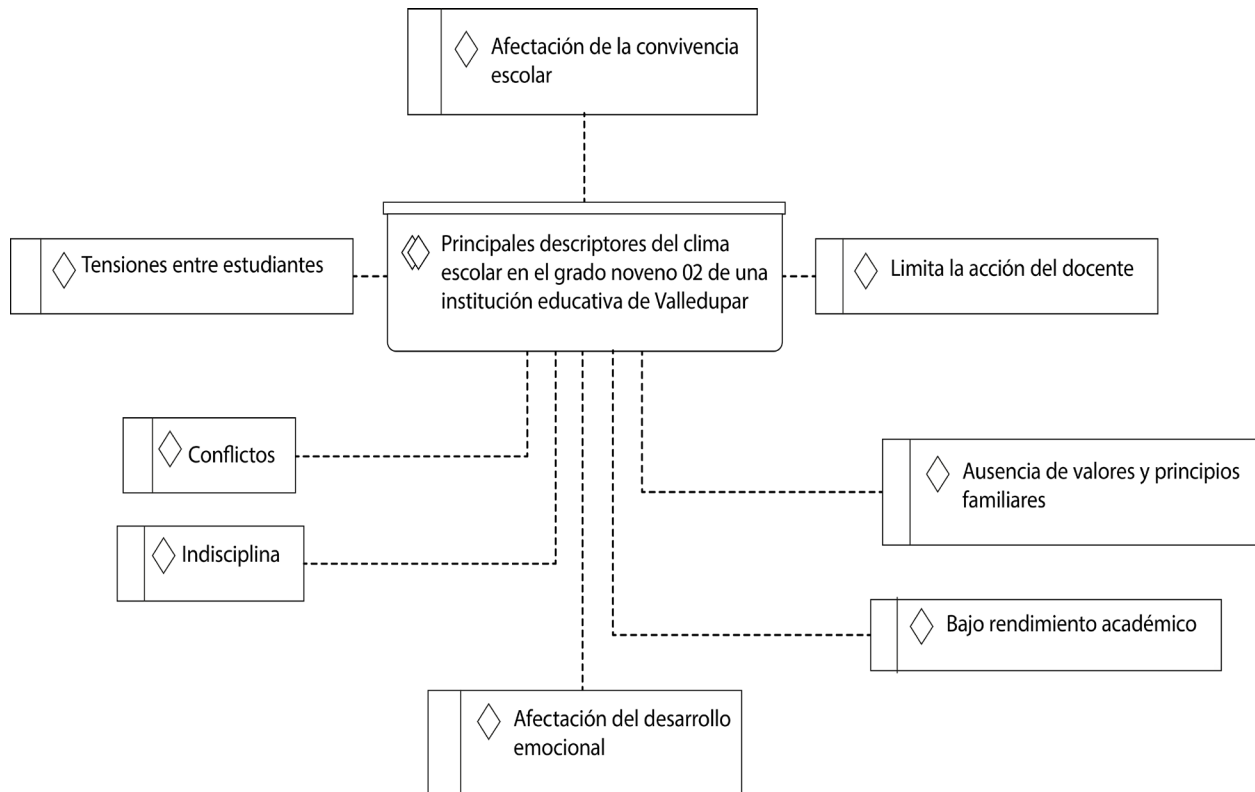 Afectación de la convivencia
escolar
Principales descriptores del clima
escolar en el grado noveno 02 de una
institución educativa de Valledupar
Tensiones entre estudiantes
Limita la acción del docente
Conflictos
Ausencia de valores y principios
familiares
Indisciplina
Bajo rendimiento académico
Afectación del desarrollo
emocional